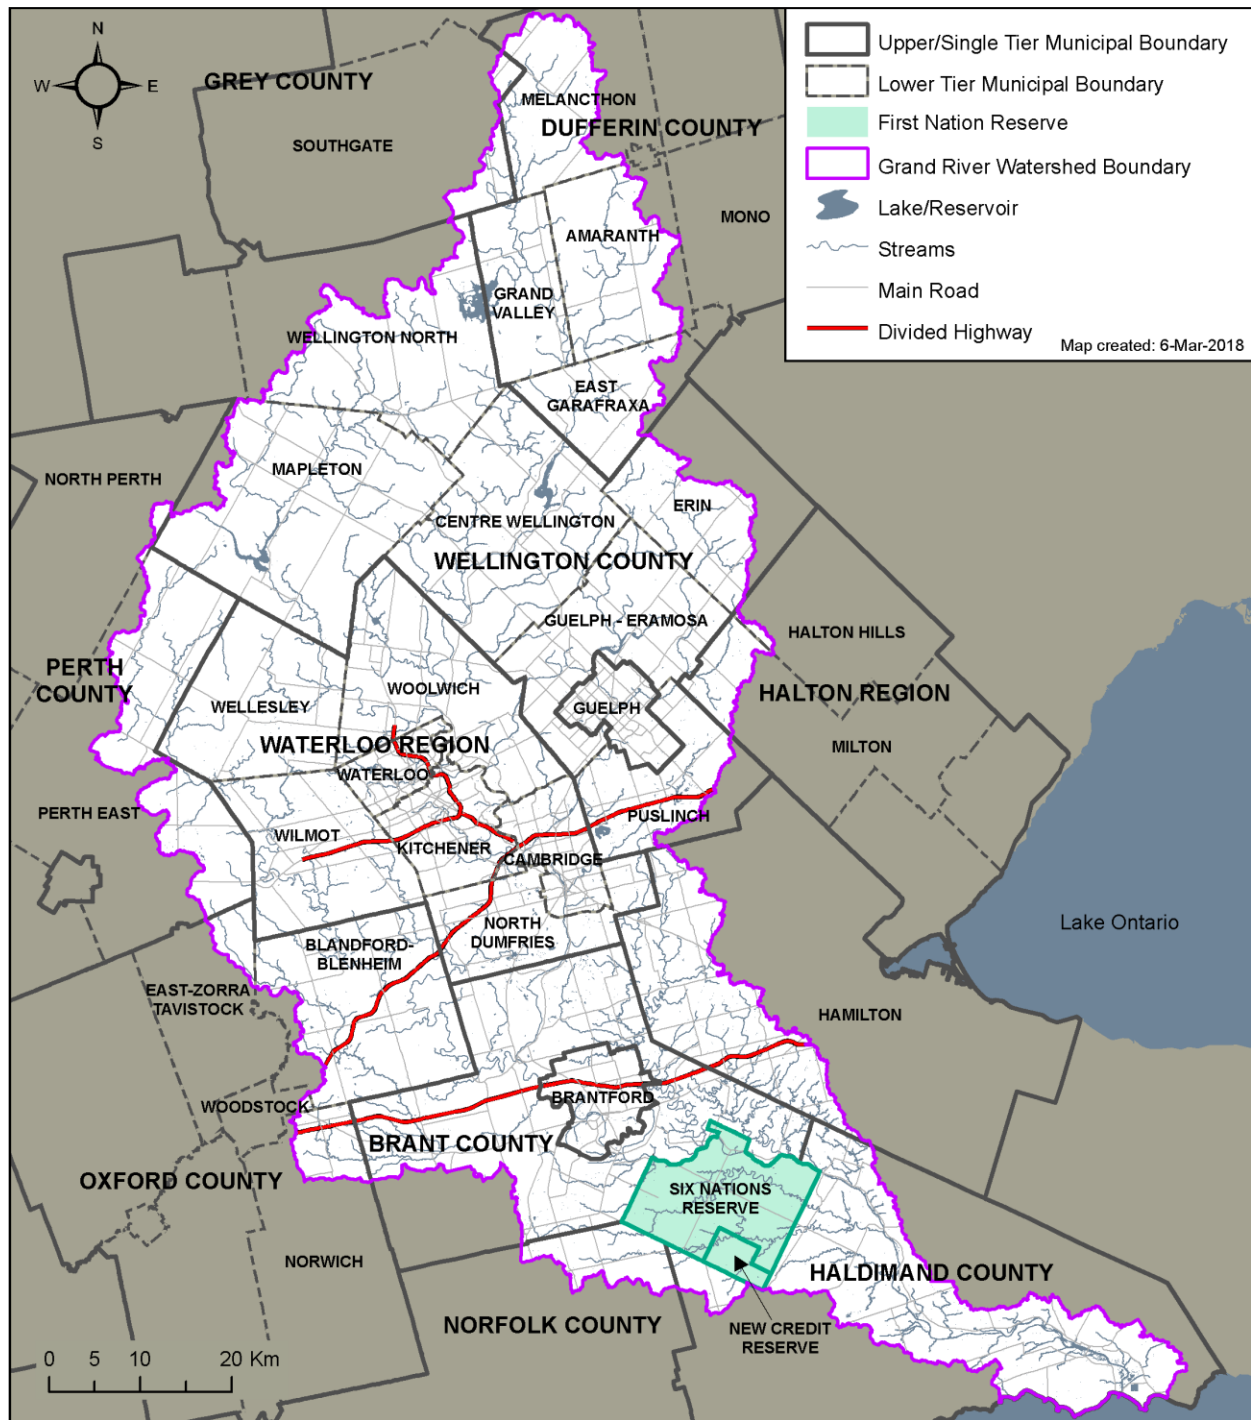 N
W
E
S
GREY COUNTY
SOUTHGATE
MELANCTHON
DUFFERIN COUNTY
MONO
AMARANTH
GRAND
VALLEY
WELLINGTON NORTH
EAST
GARAFRAXA
Upper/Single Tier Municipal Boundary
Lower Tier Municipal Boundary
First Nation Reserve
Grand River Watershed Boundary
Lake/Reservoir
Streams
Main Road
Divided Highway
Map created: 6-Mar-2018
NORTH PERTH
MAPLETON
CENTRE WELLINGTON
ERIN
WELLINGTON COUNTY
GUELPH - ERAMOSA
HALTON HILLS
PERTH
COUNTY
WELLESLEY
WOOLWICH
GUELPH
HALTON REGION
WATERLOO REGION
WATERLOO
MILTON
PERTH EAST
WILMOT
KITCHENER
CAMBRIDGE
PUSLINCH
NORTH
DUMFRIES
BLANDFORD-
BLENHEIM
Lake Ontario
EAST-ZORRA
TAVISTOCK
HAMILTON
WOODSTOCK
BRANTFORD
BRANT COUNTY
OXFORD COUNTY
SIX NATIONS
RESERVE
NORWICH
HALDIMAND COUNTY
NORFOLK COUNTY
NEW CREDIT
RESERVE
0 5 10 20 Km